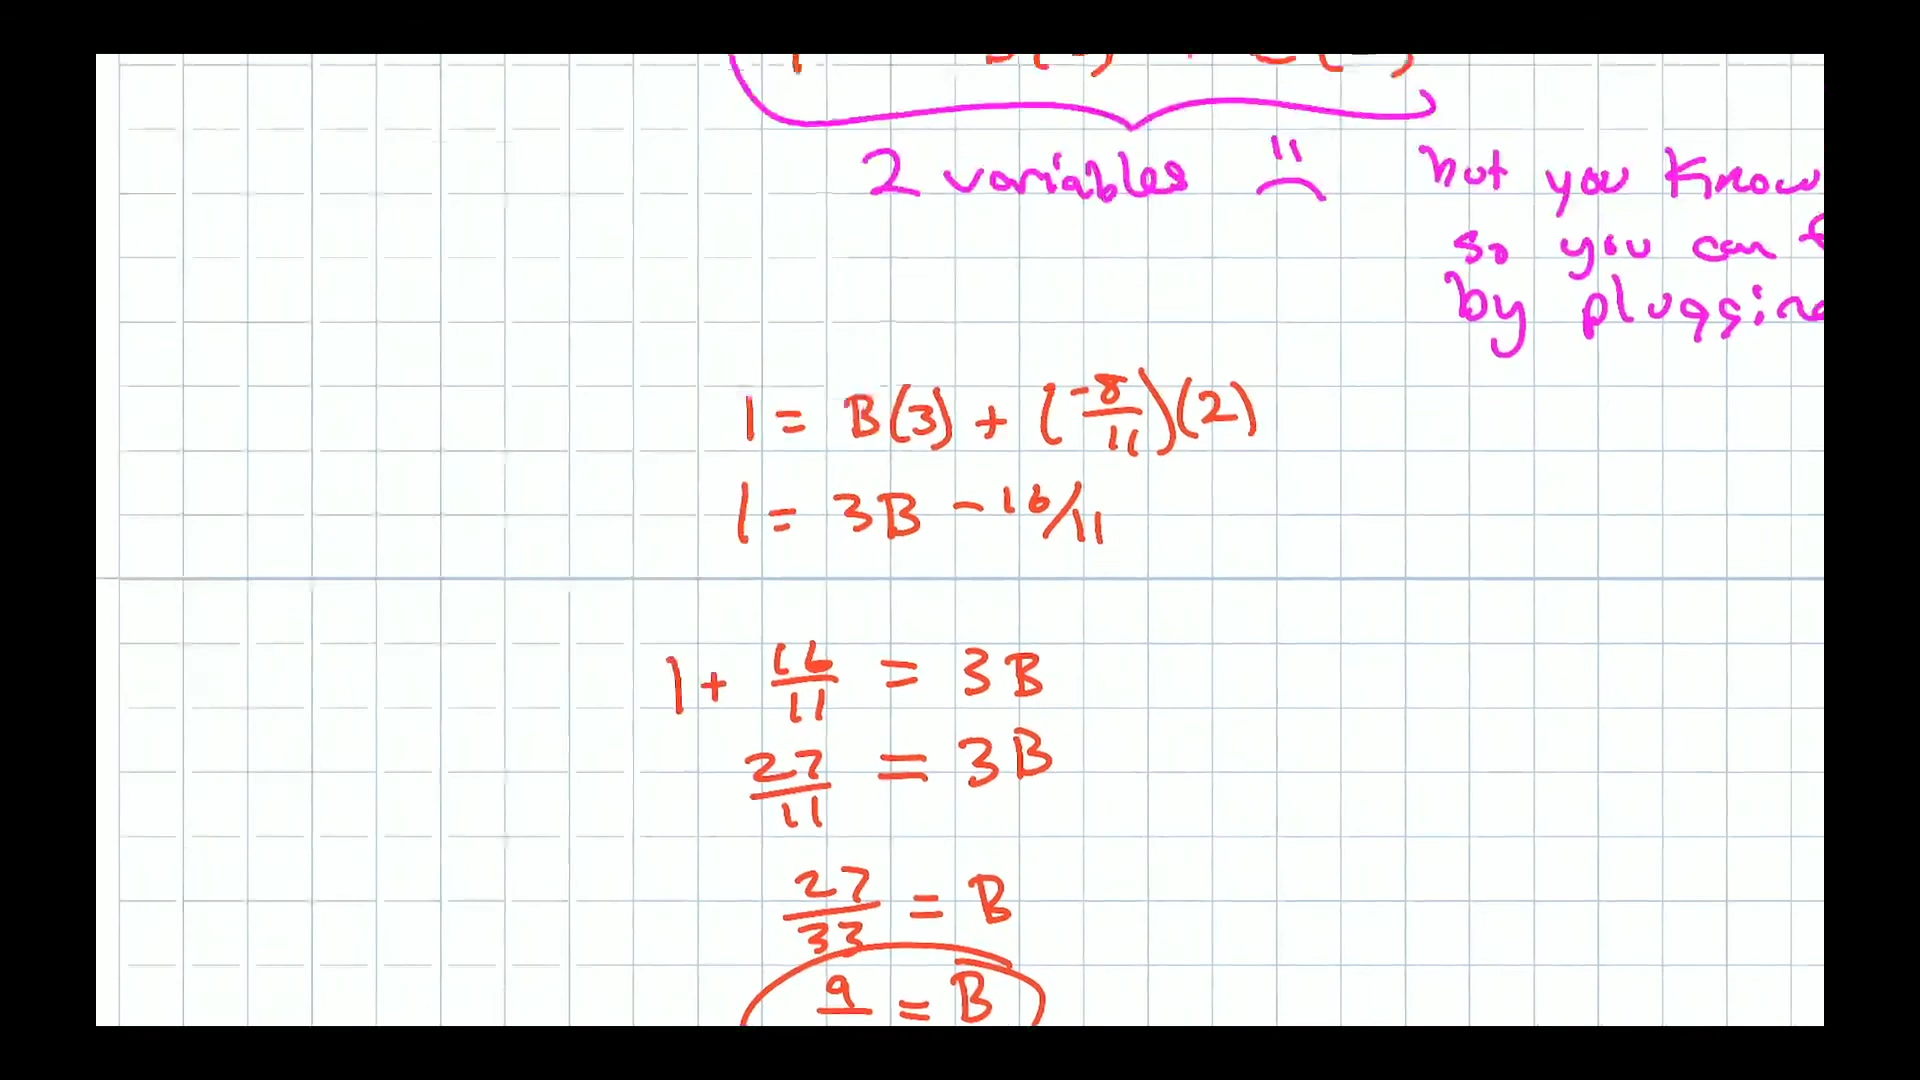 2 variables
but you know
so you can
by plugging
1 = B(3) + (-8/11)(2)
1 = 3B - 16/11
1 + 16/11 = 3B
27/11 = 3B
27/33 = B
9 = B